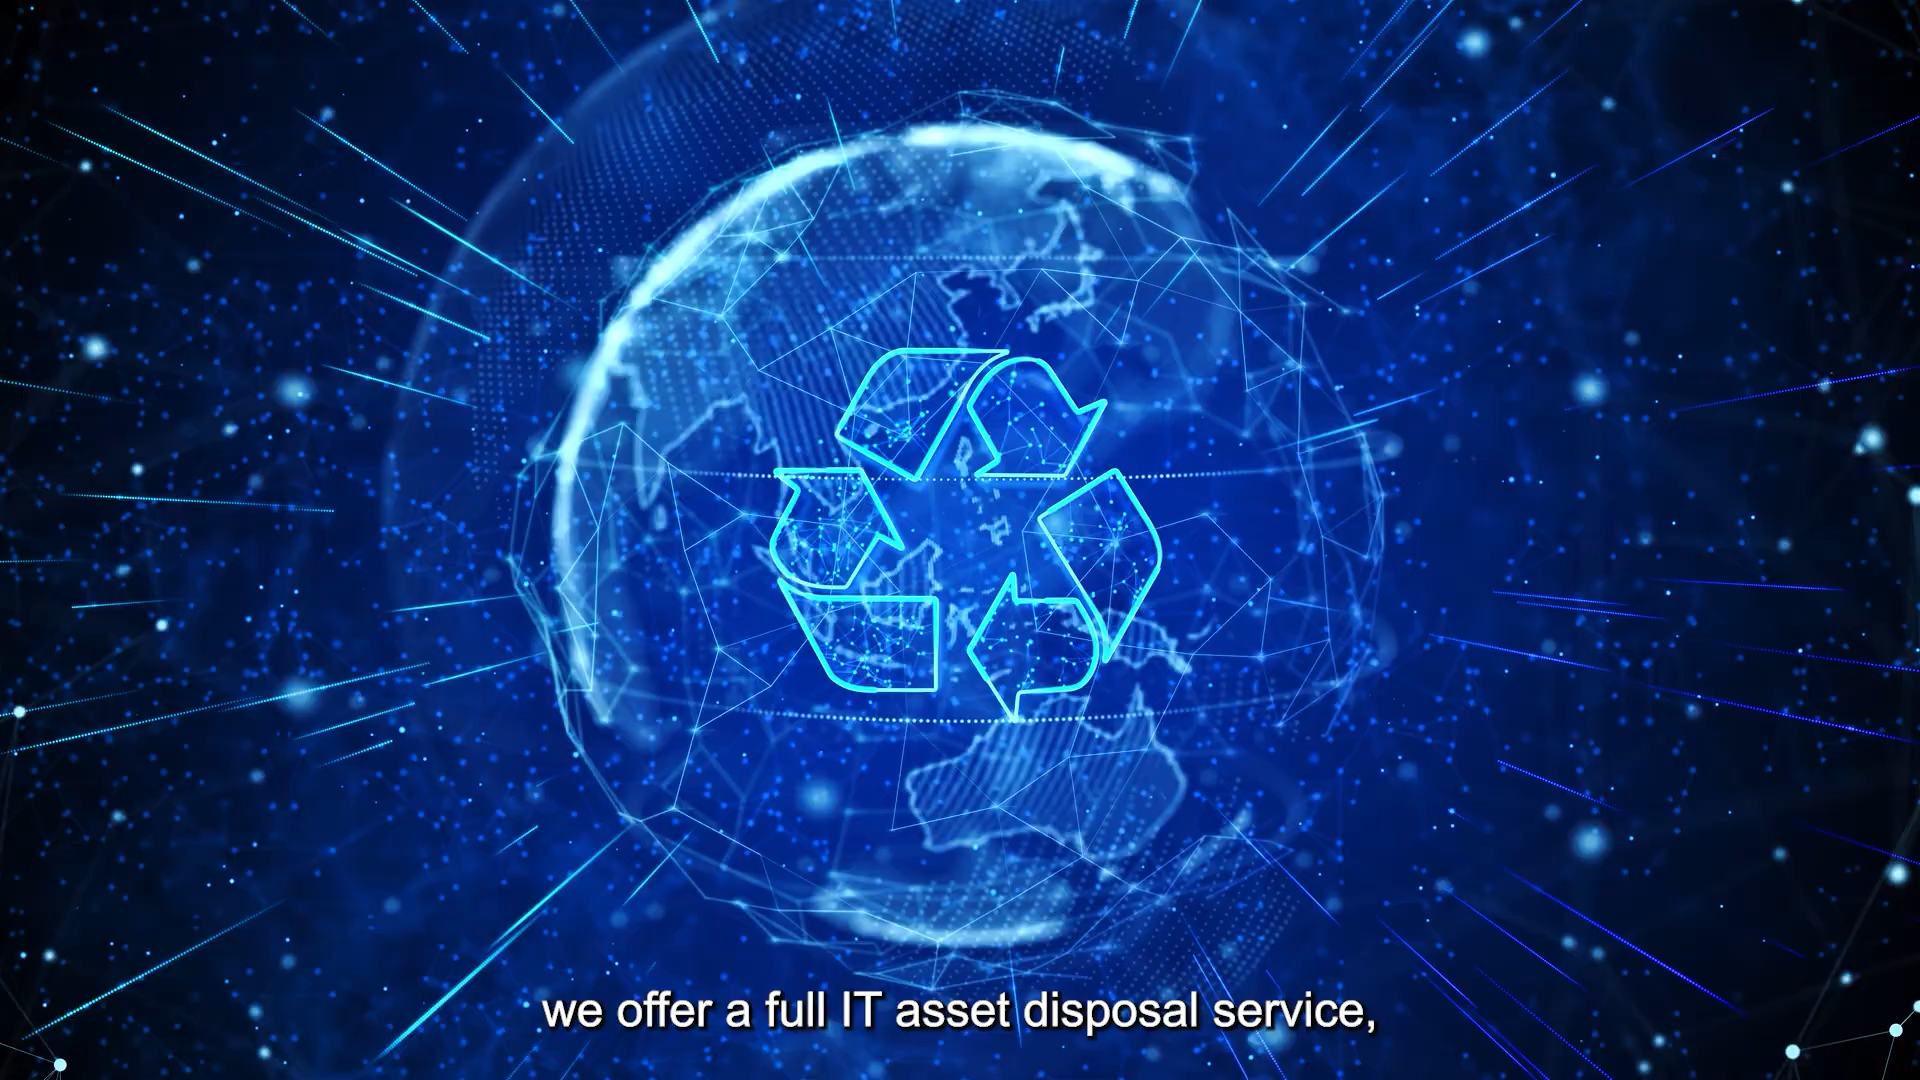 we offer a full IT asset disposal service,